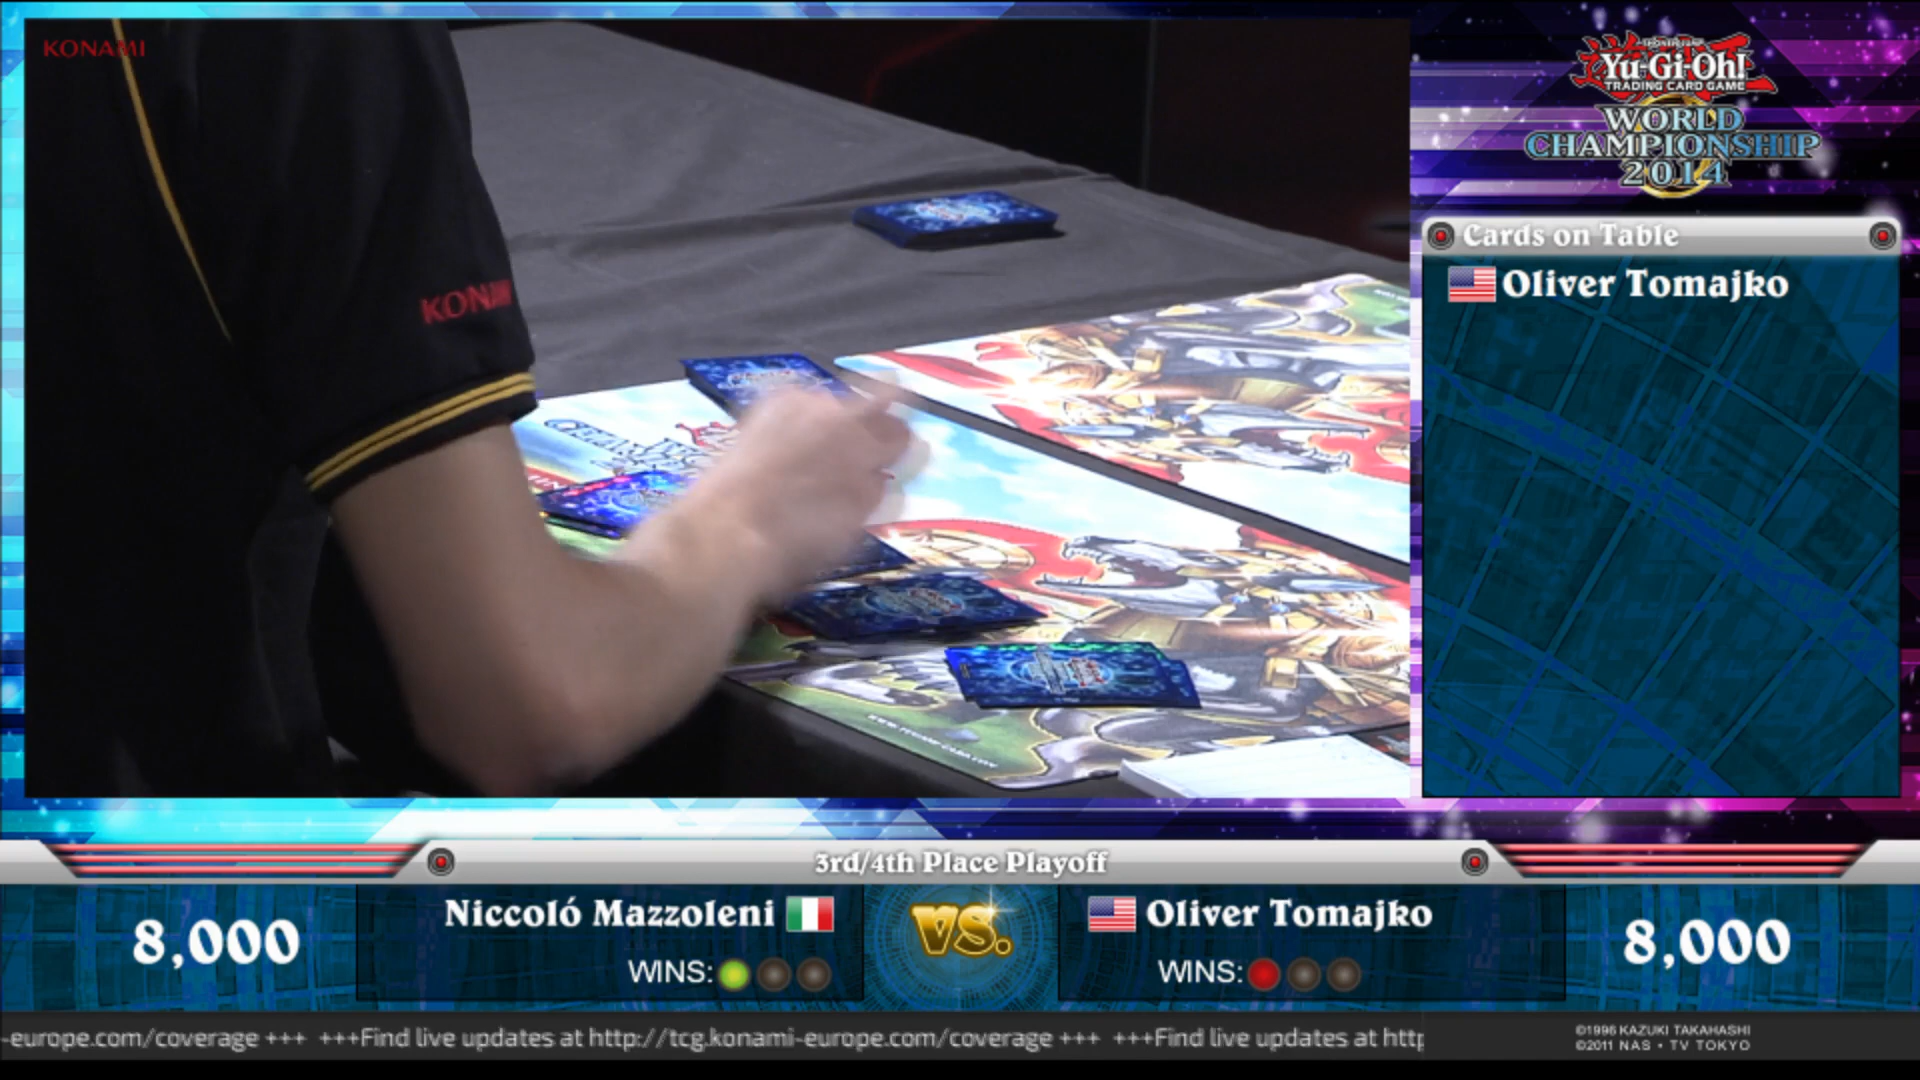 KONAMI
Yu-Gi-Oh!
TRADING CARD GAME
WORLD
CHAMPIONSHIP
2014
Cards on Table
Oliver Tomajko
KONAMI
3rd/4th Place Playoff
8,000
Niccoló Mazzoleni
WINS:
VS.
Oliver Tomajko
WINS:
8,000
-europe.com/coverage +++ +++Find live updates at http://tcg.konami-europe.com/coverage +++ +++Find live updates at http
©1996 KAZUKI TAKAHASHI
©2011 NAS • TV TOKYO